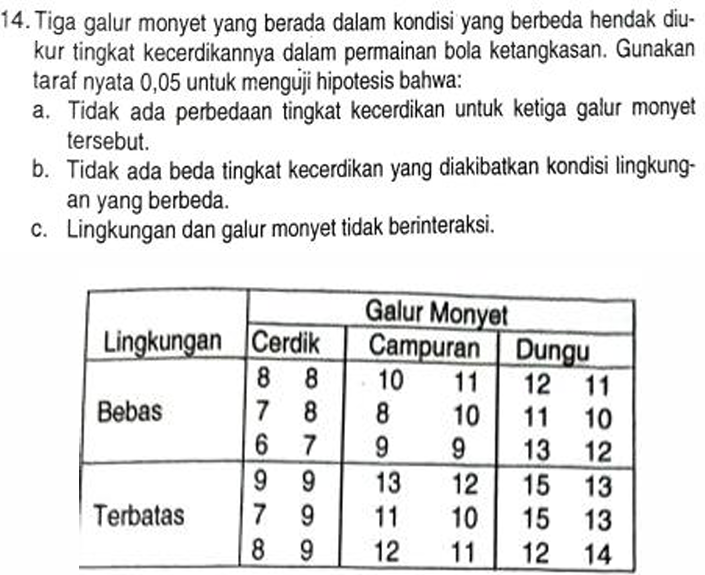 14. Tiga galur monyet yang berada dalam kondisi yang berbeda hendak diu-
kur tingkat kecerdikannya dalam permainan bola ketangkasan. Gunakan
taraf nyata 0,05 untuk menguji hipotesis bahwa:
a. Tidak ada perbedaan tingkat kecerdikan untuk ketiga galur monyet
tersebut.
b. Tidak ada beda tingkat kecerdikan yang diakibatkan kondisi lingkung-
an yang berbeda.
c. Lingkungan dan galur monyet tidak berinteraksi.
Galur Monyet
Lingkungan Cerdik Campuran Dungu
8 8 10 11 12 11
Bebas 7 8 8 10 11 10
6 7 9 9 13 12
9 9 13 12 15 13
Terbatas 7 9 11 10 15 13
8 9 12 11 12 14